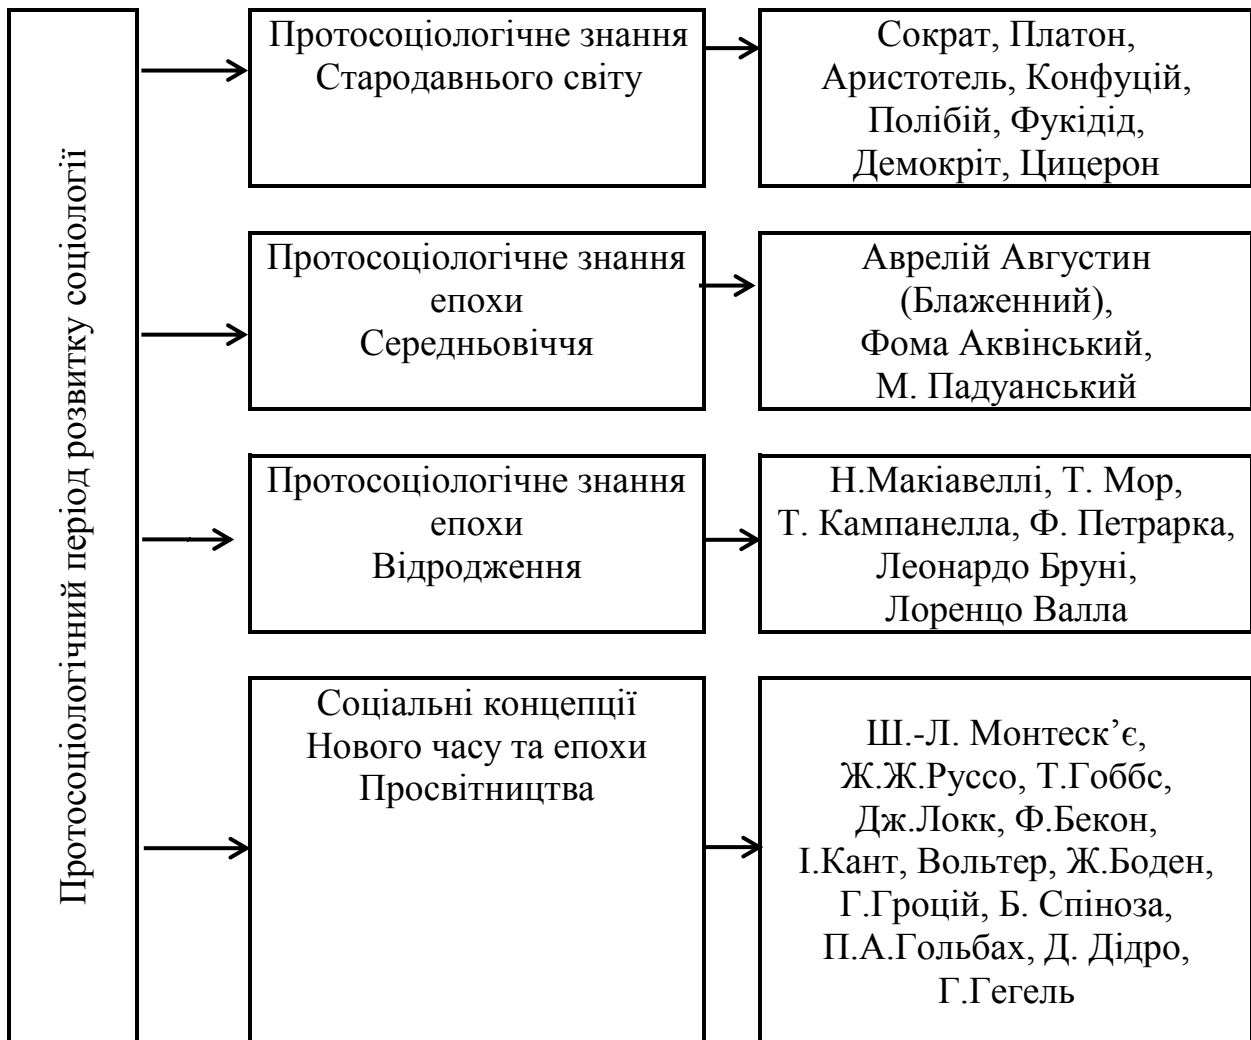 Протосоціологічний період розвитку соціології
Протосоціологічне знання
Стародавнього світу
Сократ, Платон,
Аристотель, Конфуцій,
Полібій, Фукідід,
Демокріт, Цицерон
Протосоціологічне знання
епохи
Середньовіччя
Аврелій Августин
(Блаженний),
Фома Аквінський,
М. Падуанський
Протосоціологічне знання
епохи
Відродження
Н.Макіавеллі, Т. Мор,
Т. Кампанелла, Ф. Петрарка,
Леонардо Бруні,
Лоренцо Валла
Соціальні концепції
Нового часу та епохи
Просвітництва
Ш.-Л. Монтеск’є,
Ж.Ж.Руссо, Т.Гоббс,
Дж.Локк, Ф.Бекон,
І.Кант, Вольтер, Ж.Боден,
Г.Гроцій, Б. Спіноза,
П.А.Гольбах, Д. Дідро,
Г.Гегель